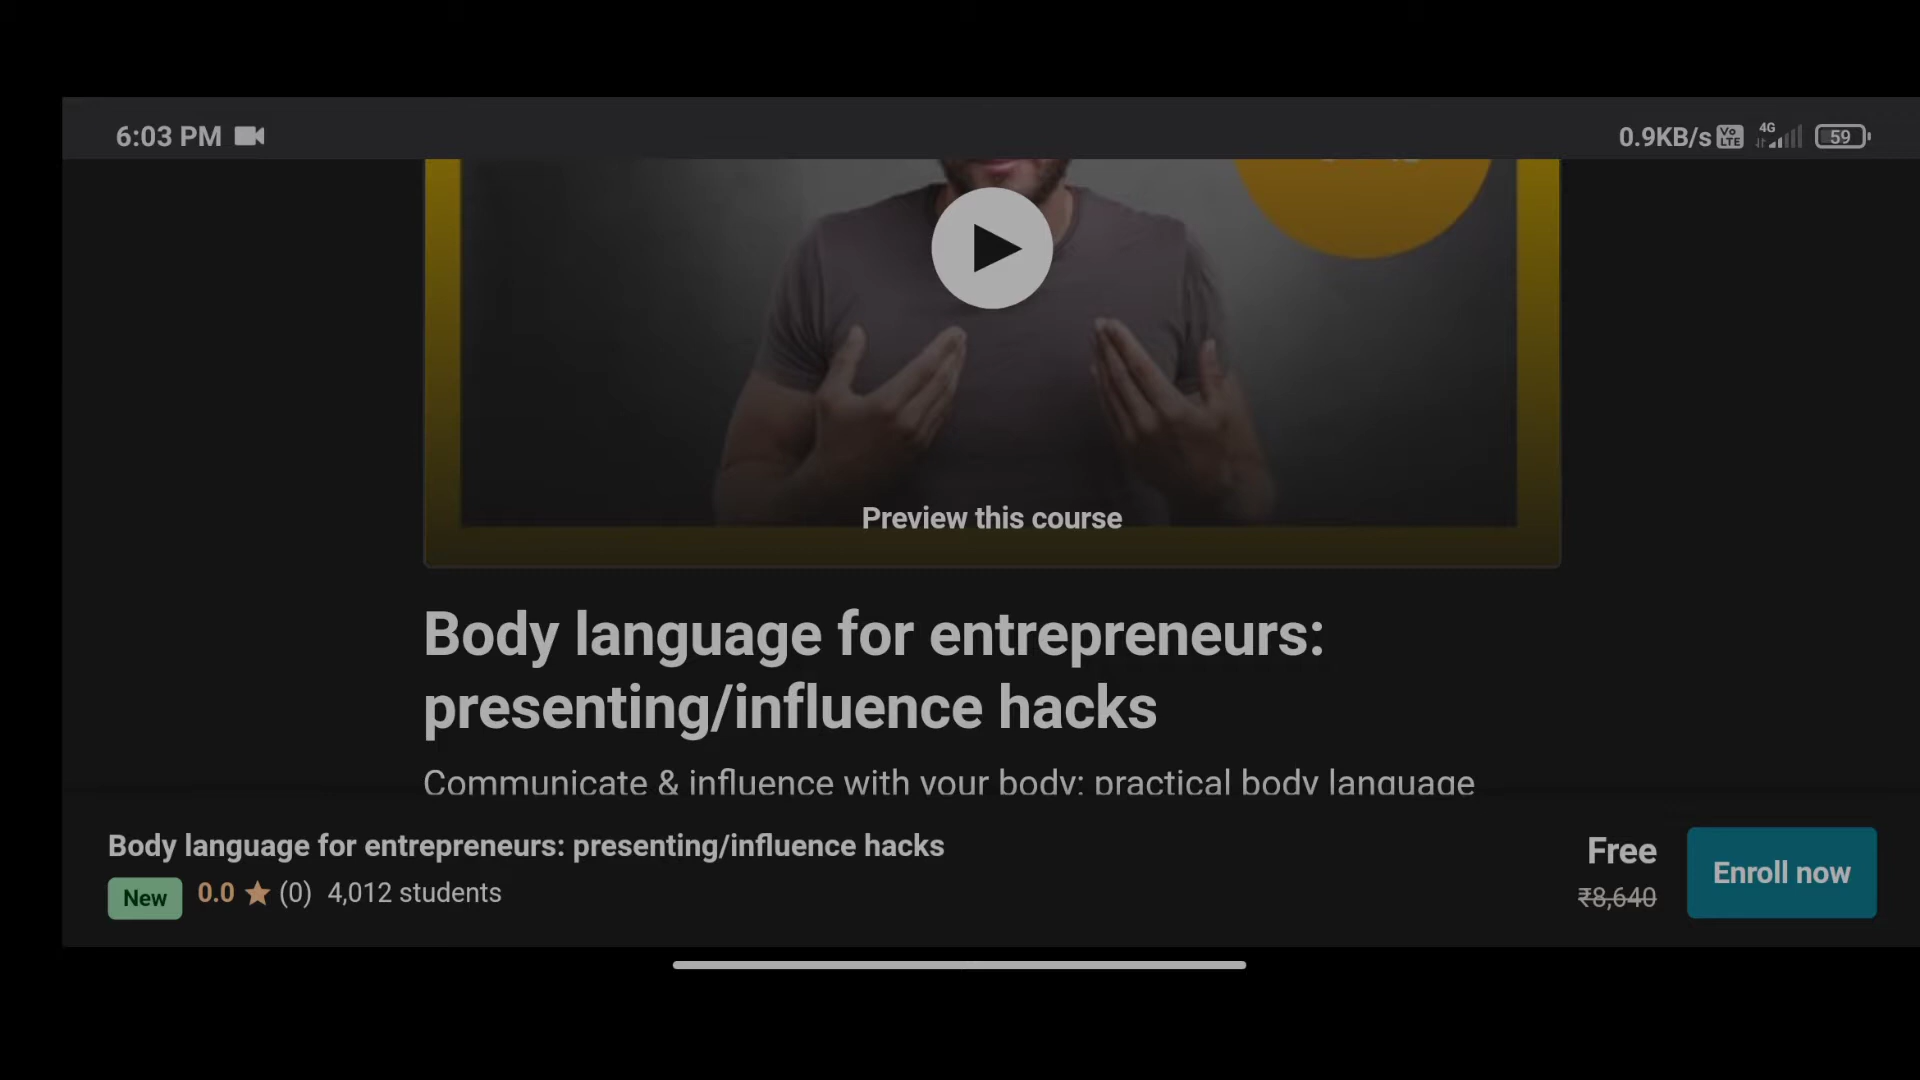 6:03 PM
0.9KB/s Vo LTE 4G 59
Preview this course
Body language for entrepreneurs:
presenting/influence hacks
Communicate & influence with your body: practical body language
Body language for entrepreneurs: presenting/influence hacks
New 0.0 (0) 4,012 students
Free
₹8,640
Enroll now